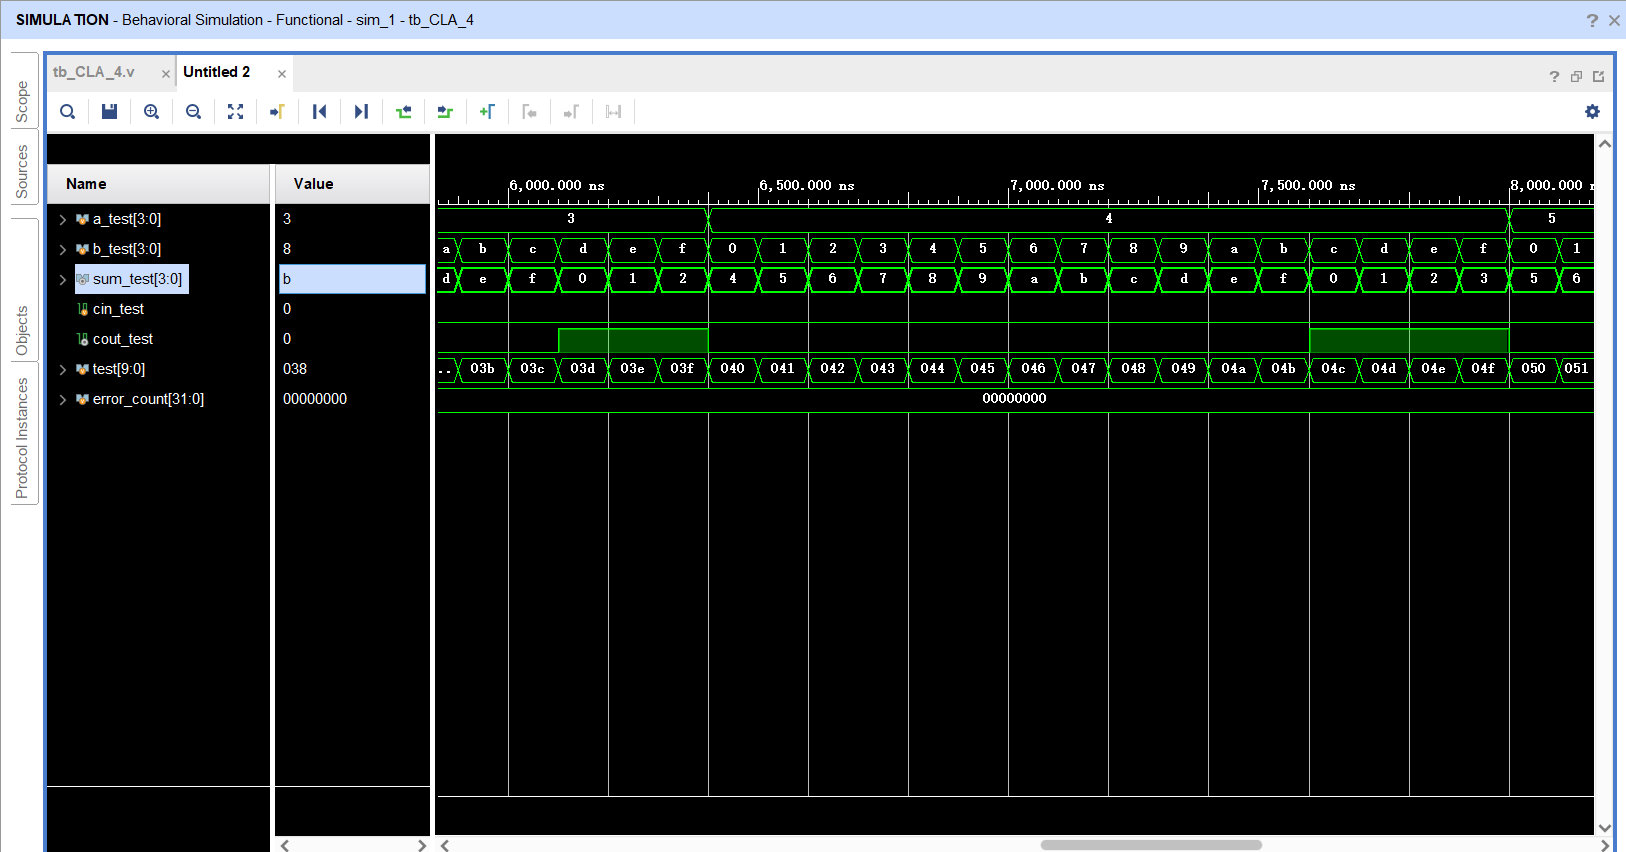 SIMULATION - Behavioral Simulation - Functional - sim_1 - tb_CLA_4 ? ×
tb_CLA_4.v × Untitled 2 × ?
Scope
Sources
Objects
Protocol Instances
Name Value
6,000.000 ns 6,500.000 ns 7,000.000 ns 7,500.000 ns 8,000.000
a_test[3:0] 3 3 4 5
b_test[3:0] 8 a b c d e f 0 1 2 3 4 5 6 7 8 9 a b c d e f 0 1
sum_test[3:0] b d e f 0 1 2 4 5 6 7 8 9 a b c d e f 0 1 2 3 5 6
cin_test 0
cout_test 0
test[9:0] 038 .. 03b 03c 03d 03e 03f 040 041 042 043 044 045 046 047 048 049 04a 04b 04c 04d 04e 04f 050 051
error_count[31:0] 00000000 00000000